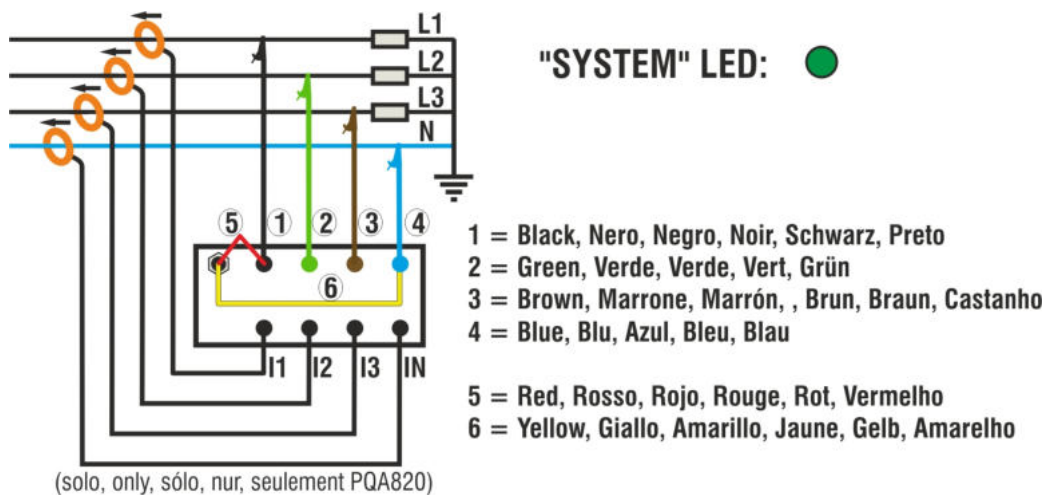 L1
L2
L3
N
"SYSTEM" LED:
5 1 2 3 4
6
I1 I2 I3 IN
1 = Black, Nero, Negro, Noir, Schwarz, Preto
2 = Green, Verde, Verde, Vert, Grün
3 = Brown, Marrone, Marrón, , Brun, Braun, Castanho
4 = Blue, Blu, Azul, Bleu, Blau
5 = Red, Rosso, Rojo, Rouge, Rot, Vermelho
6 = Yellow, Giallo, Amarillo, Jaune, Gelb, Amarelho
(solo, only, sólo, nur, seulement PQA820)